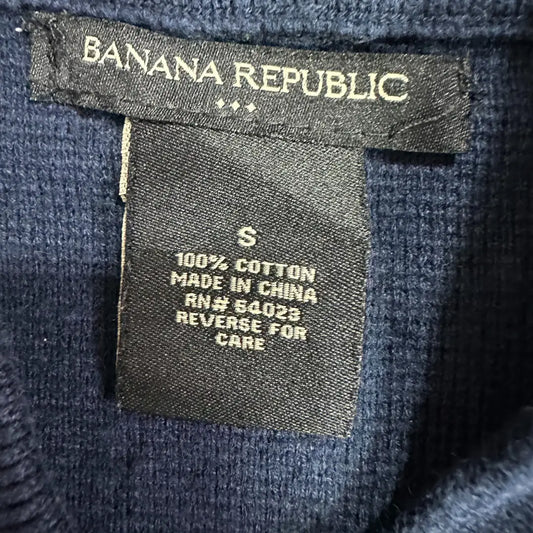 BANANA REPUBLIC
S
100% COTTON
MADE IN CHINA
RN# 54023
REVERSE FOR
CARE